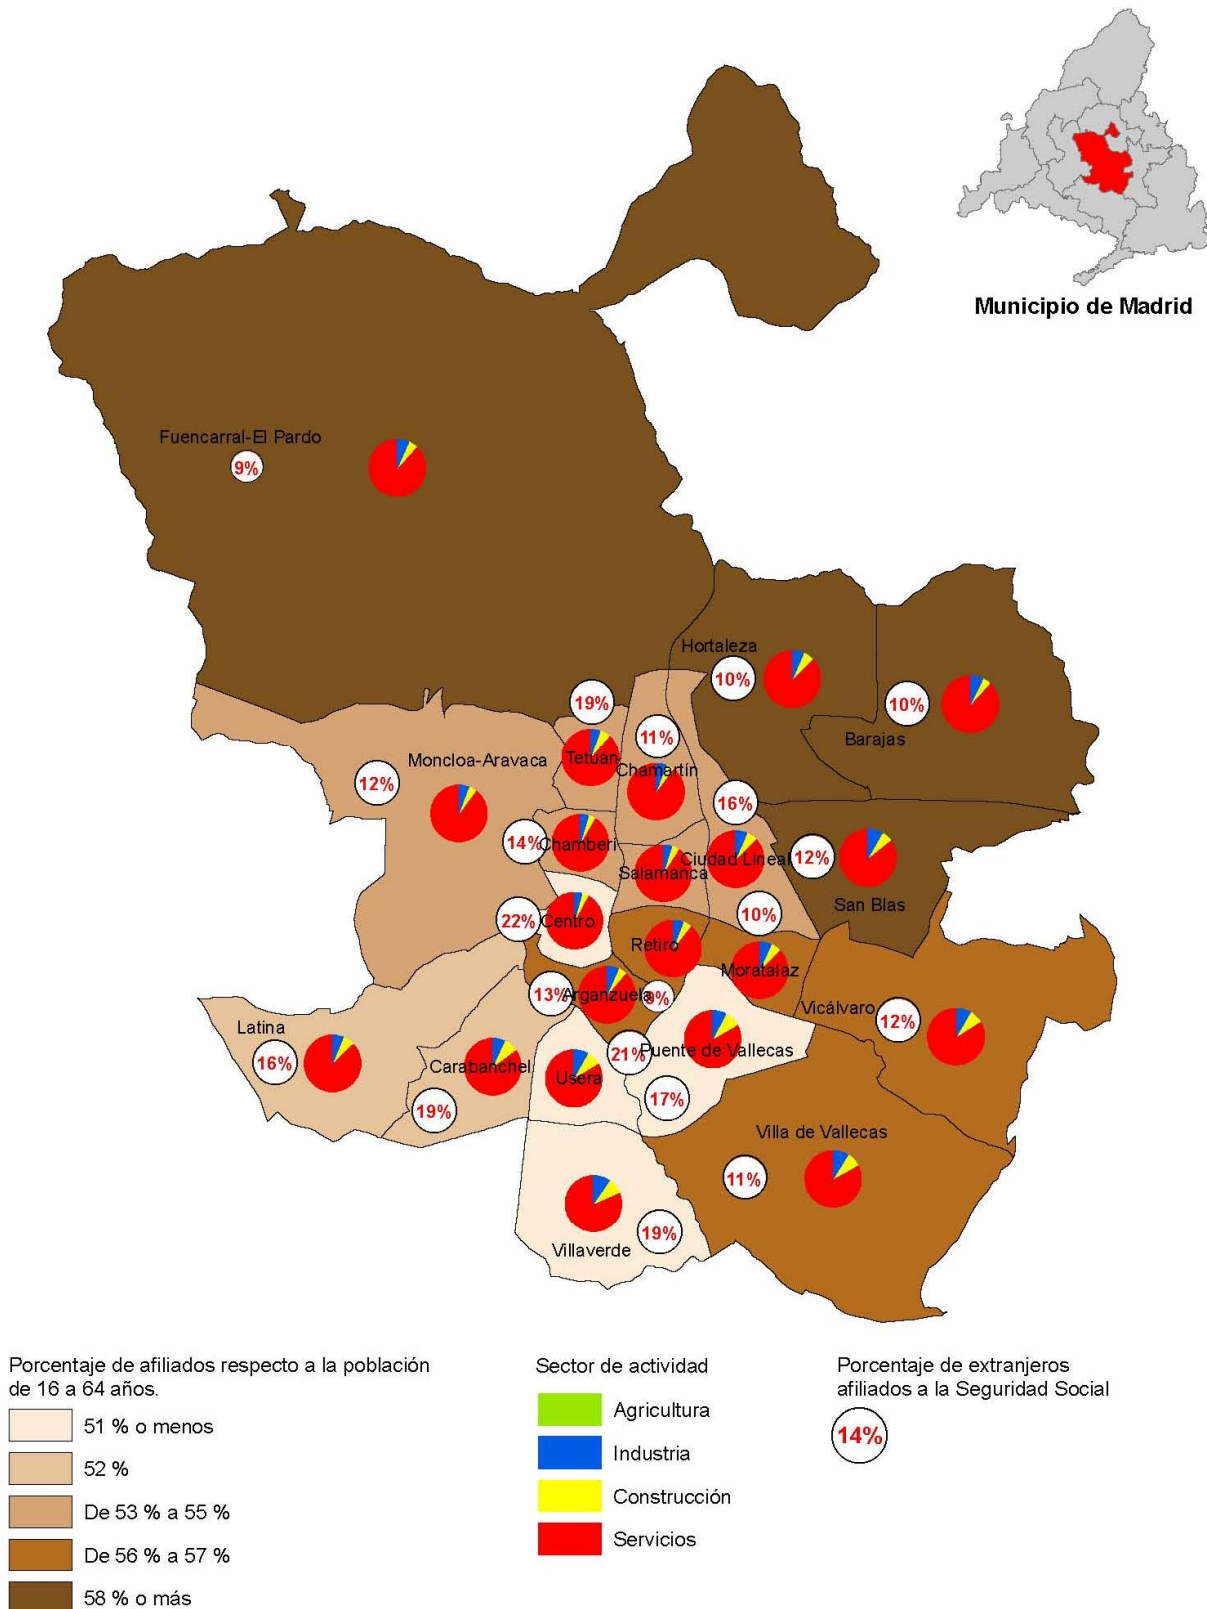 Municipio de Madrid
Fuencarral-El Pardo
9%
Hortaleza
10%
10%
Barajas
19%
Tetuán
11%
Chamartín
Moncloa-Aravaca
12%
16%
14%
Chamberí
Salamanca
Ciudad Lineal
12%
San Blas
22%
Centro
10%
Retiro
Moratalaz
13%
Arganzuela
9%
Vicálvaro
12%
Latina
16%
Carabanchel
19%
Usera
21%
Puente de Vallecas
17%
Villa de Vallecas
11%
Villaverde
19%
Porcentaje de afiliados respecto a la población
de 16 a 64 años.
51 % o menos
52 %
De 53 % a 55 %
De 56 % a 57 %
58 % o más
Sector de actividad
Agricultura
Industria
Construcción
Servicios
Porcentaje de extranjeros
afiliados a la Seguridad Social
14%